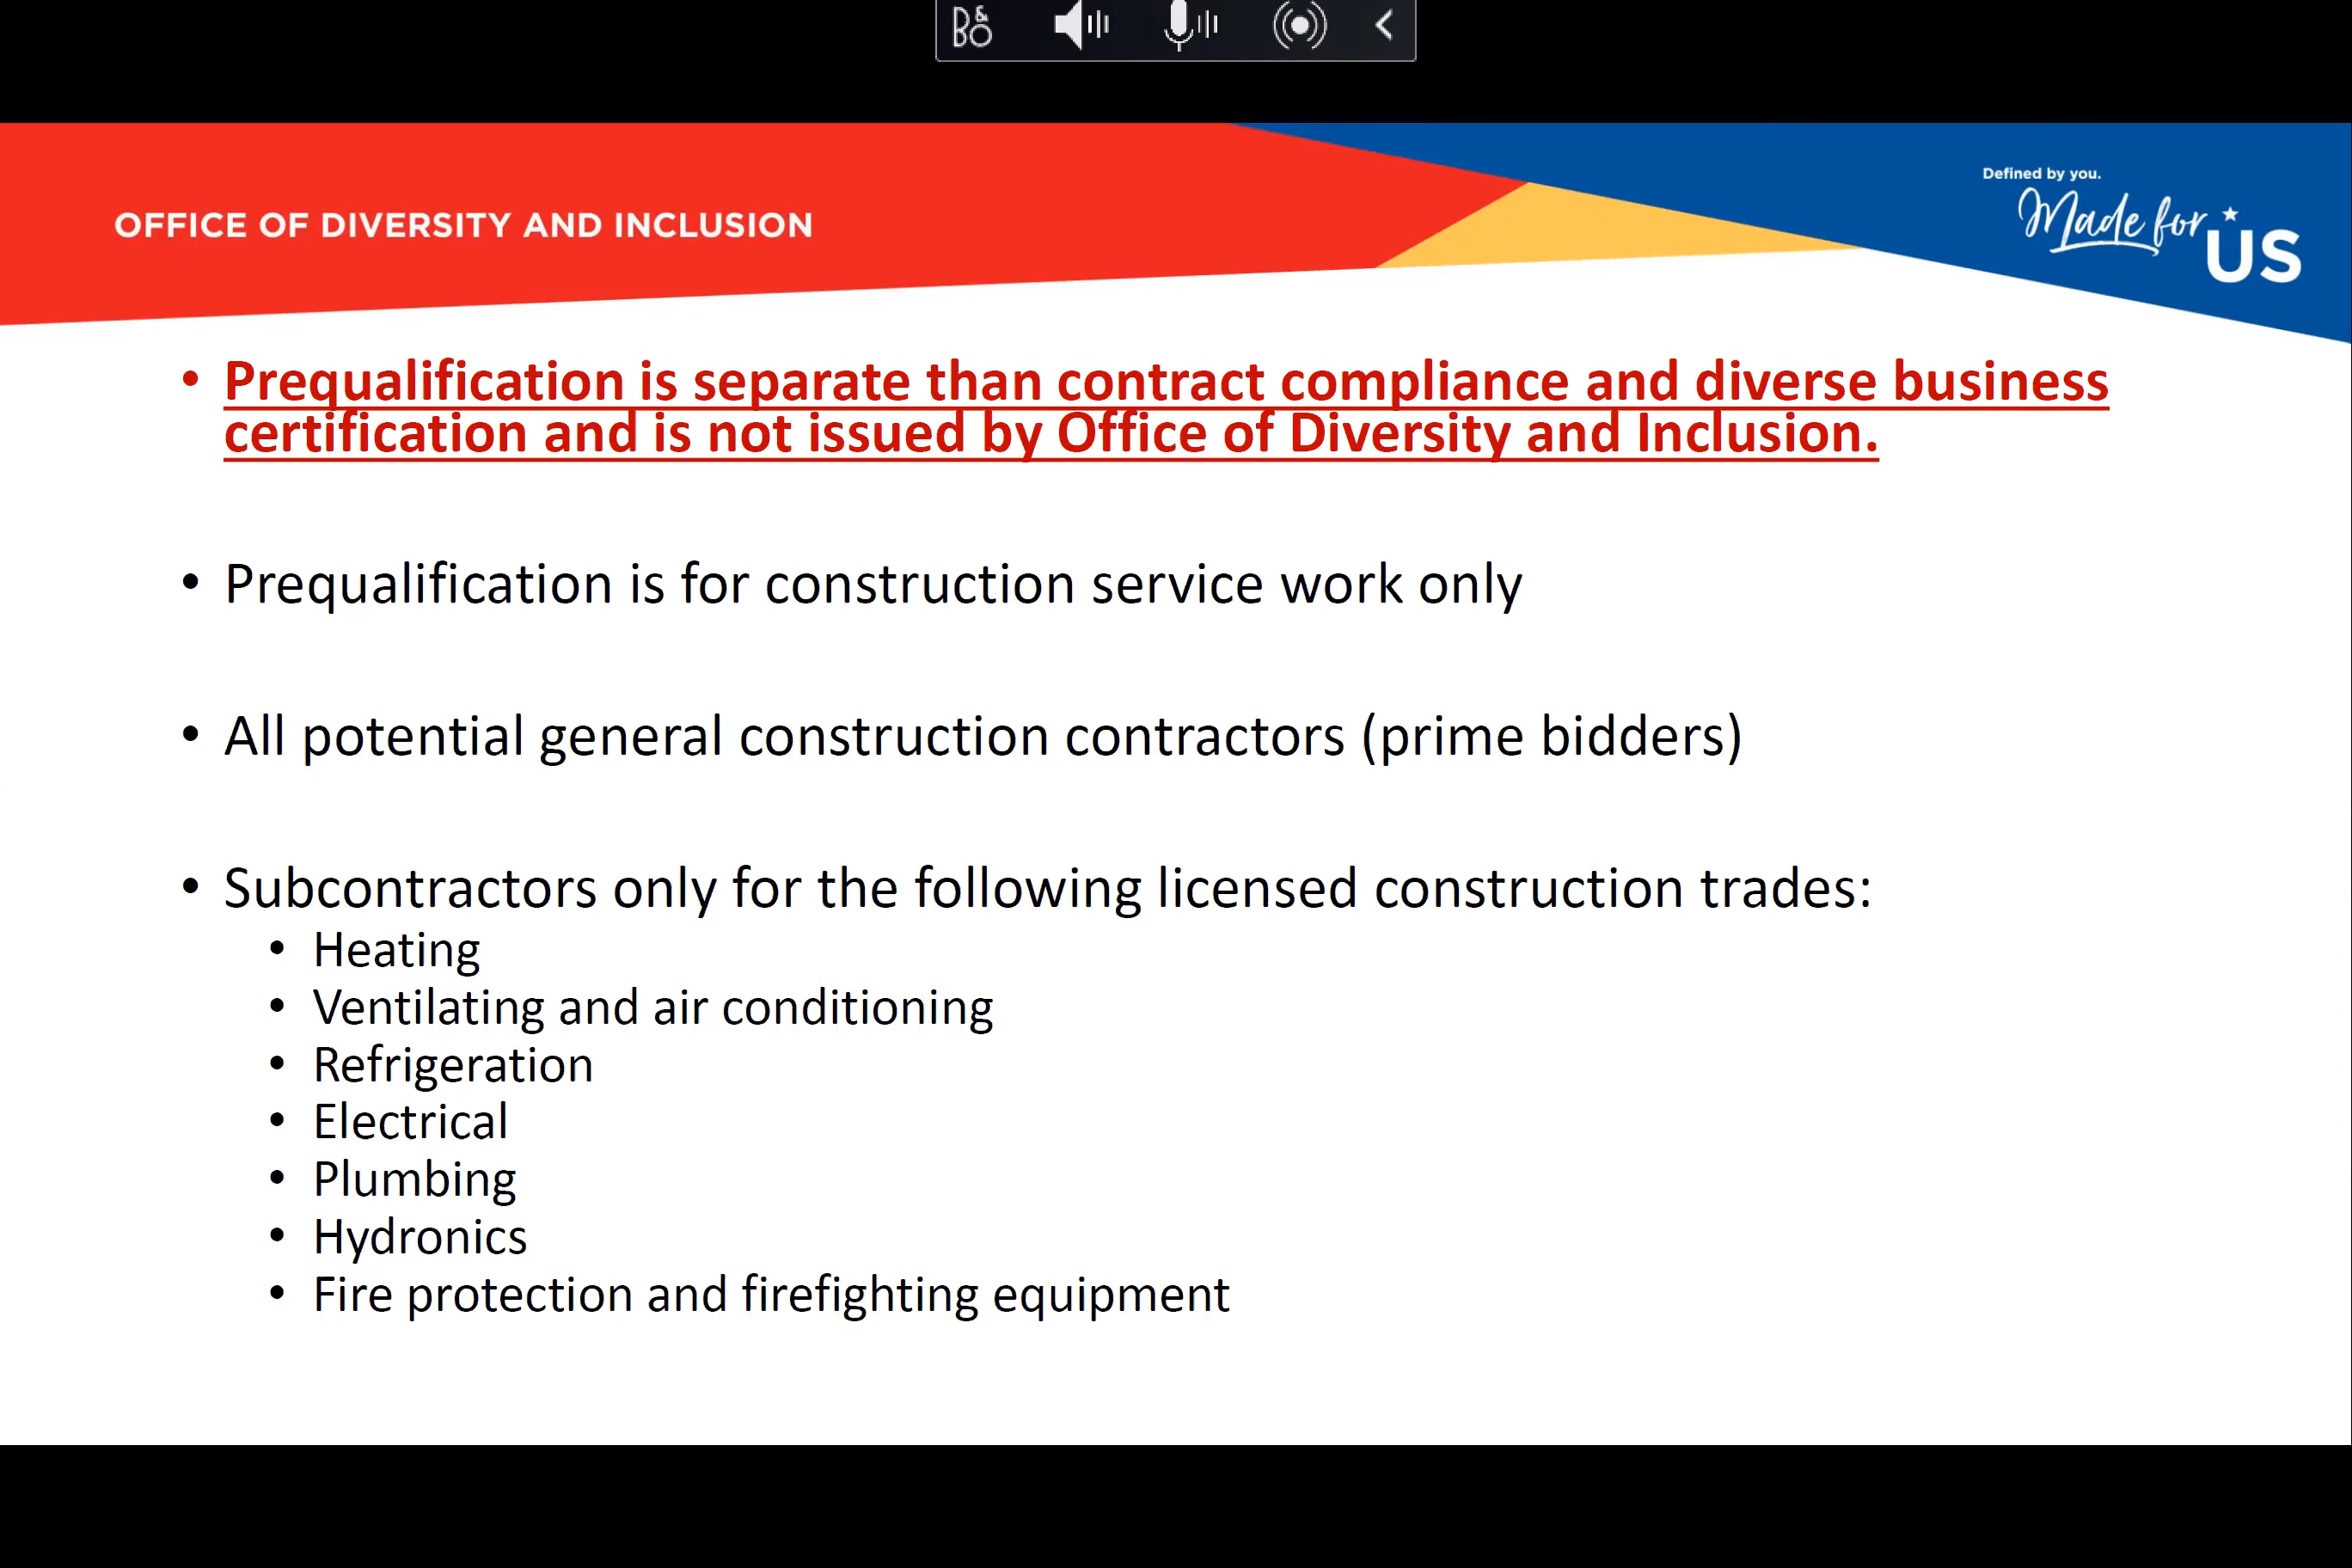 B&O
OFFICE OF DIVERSITY AND INCLUSION
Defined by you.
Made for US
• Prequalification is separate than contract compliance and diverse business
certification and is not issued by Office of Diversity and Inclusion.
• Prequalification is for construction service work only
• All potential general construction contractors (prime bidders)
• Subcontractors only for the following licensed construction trades:
• Heating
• Ventilating and air conditioning
• Refrigeration
• Electrical
• Plumbing
• Hydronics
• Fire protection and firefighting equipment